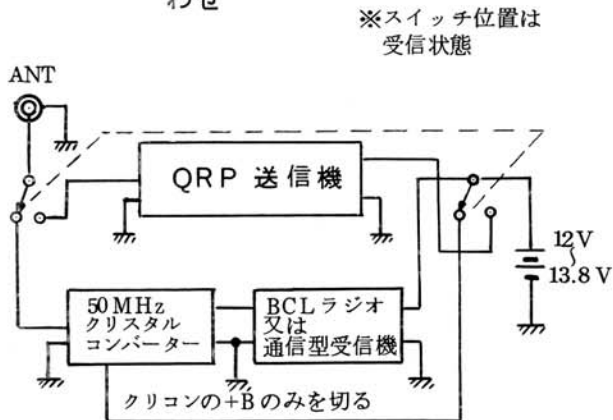 わせ
※スイッチ位置は
受信状態
ANT
QRP 送信機
12V
〜
13.8V
50MHz
クリスタル
コンバーター
BCLラジオ
又は
通信型受信機
クリコンの+Bのみを切る